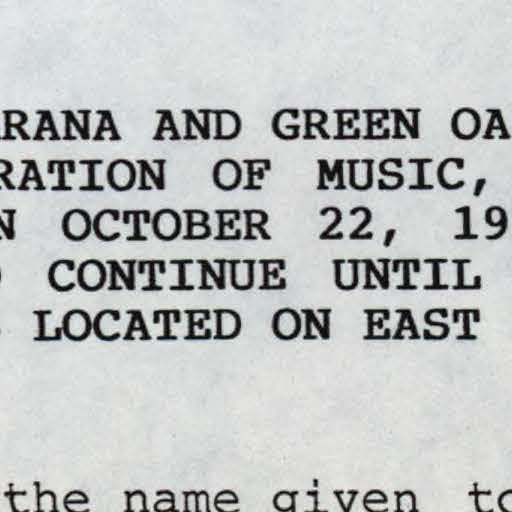 RANA AND GREEN OA
RATION OF MUSIC,
N OCTOBER 22, 19
CONTINUE UNTIL
LOCATED ON EAST
the name given to